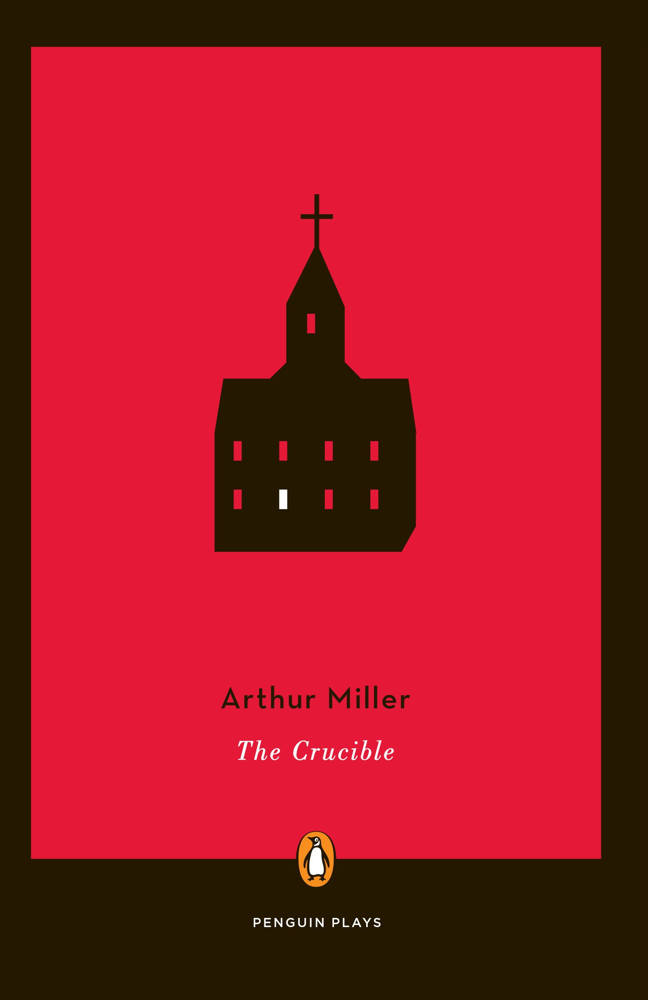 Arthur Miller
The Crucible
PENGUIN PLAYS